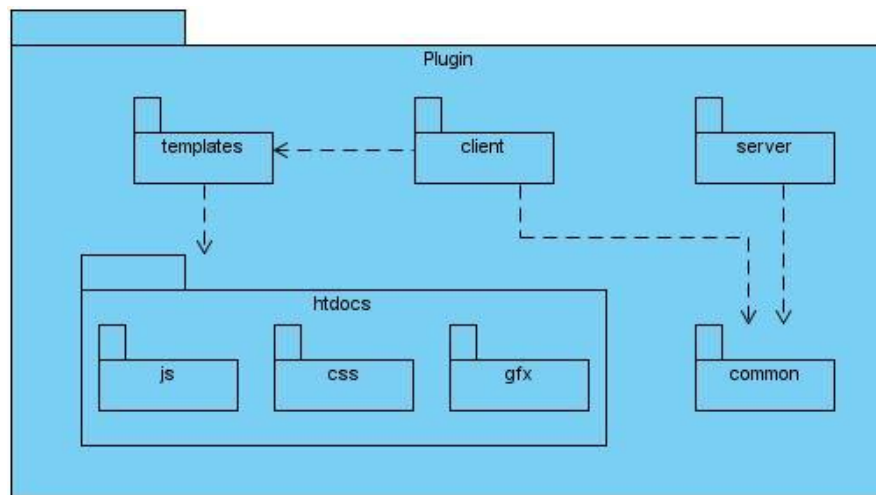 Plugin
templates
client
server
htdocs
js
css
gfx
common